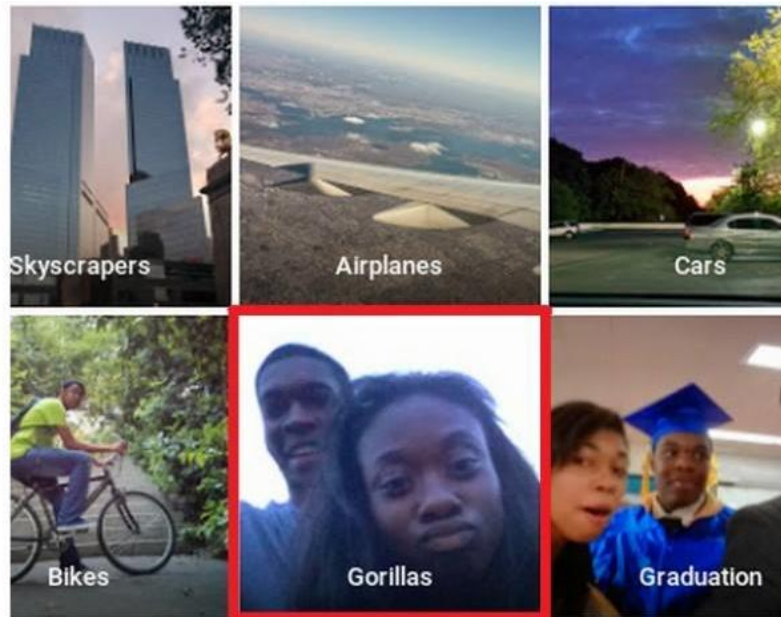 Skyscrapers
Airplanes
Cars
Bikes
Gorillas
Graduation